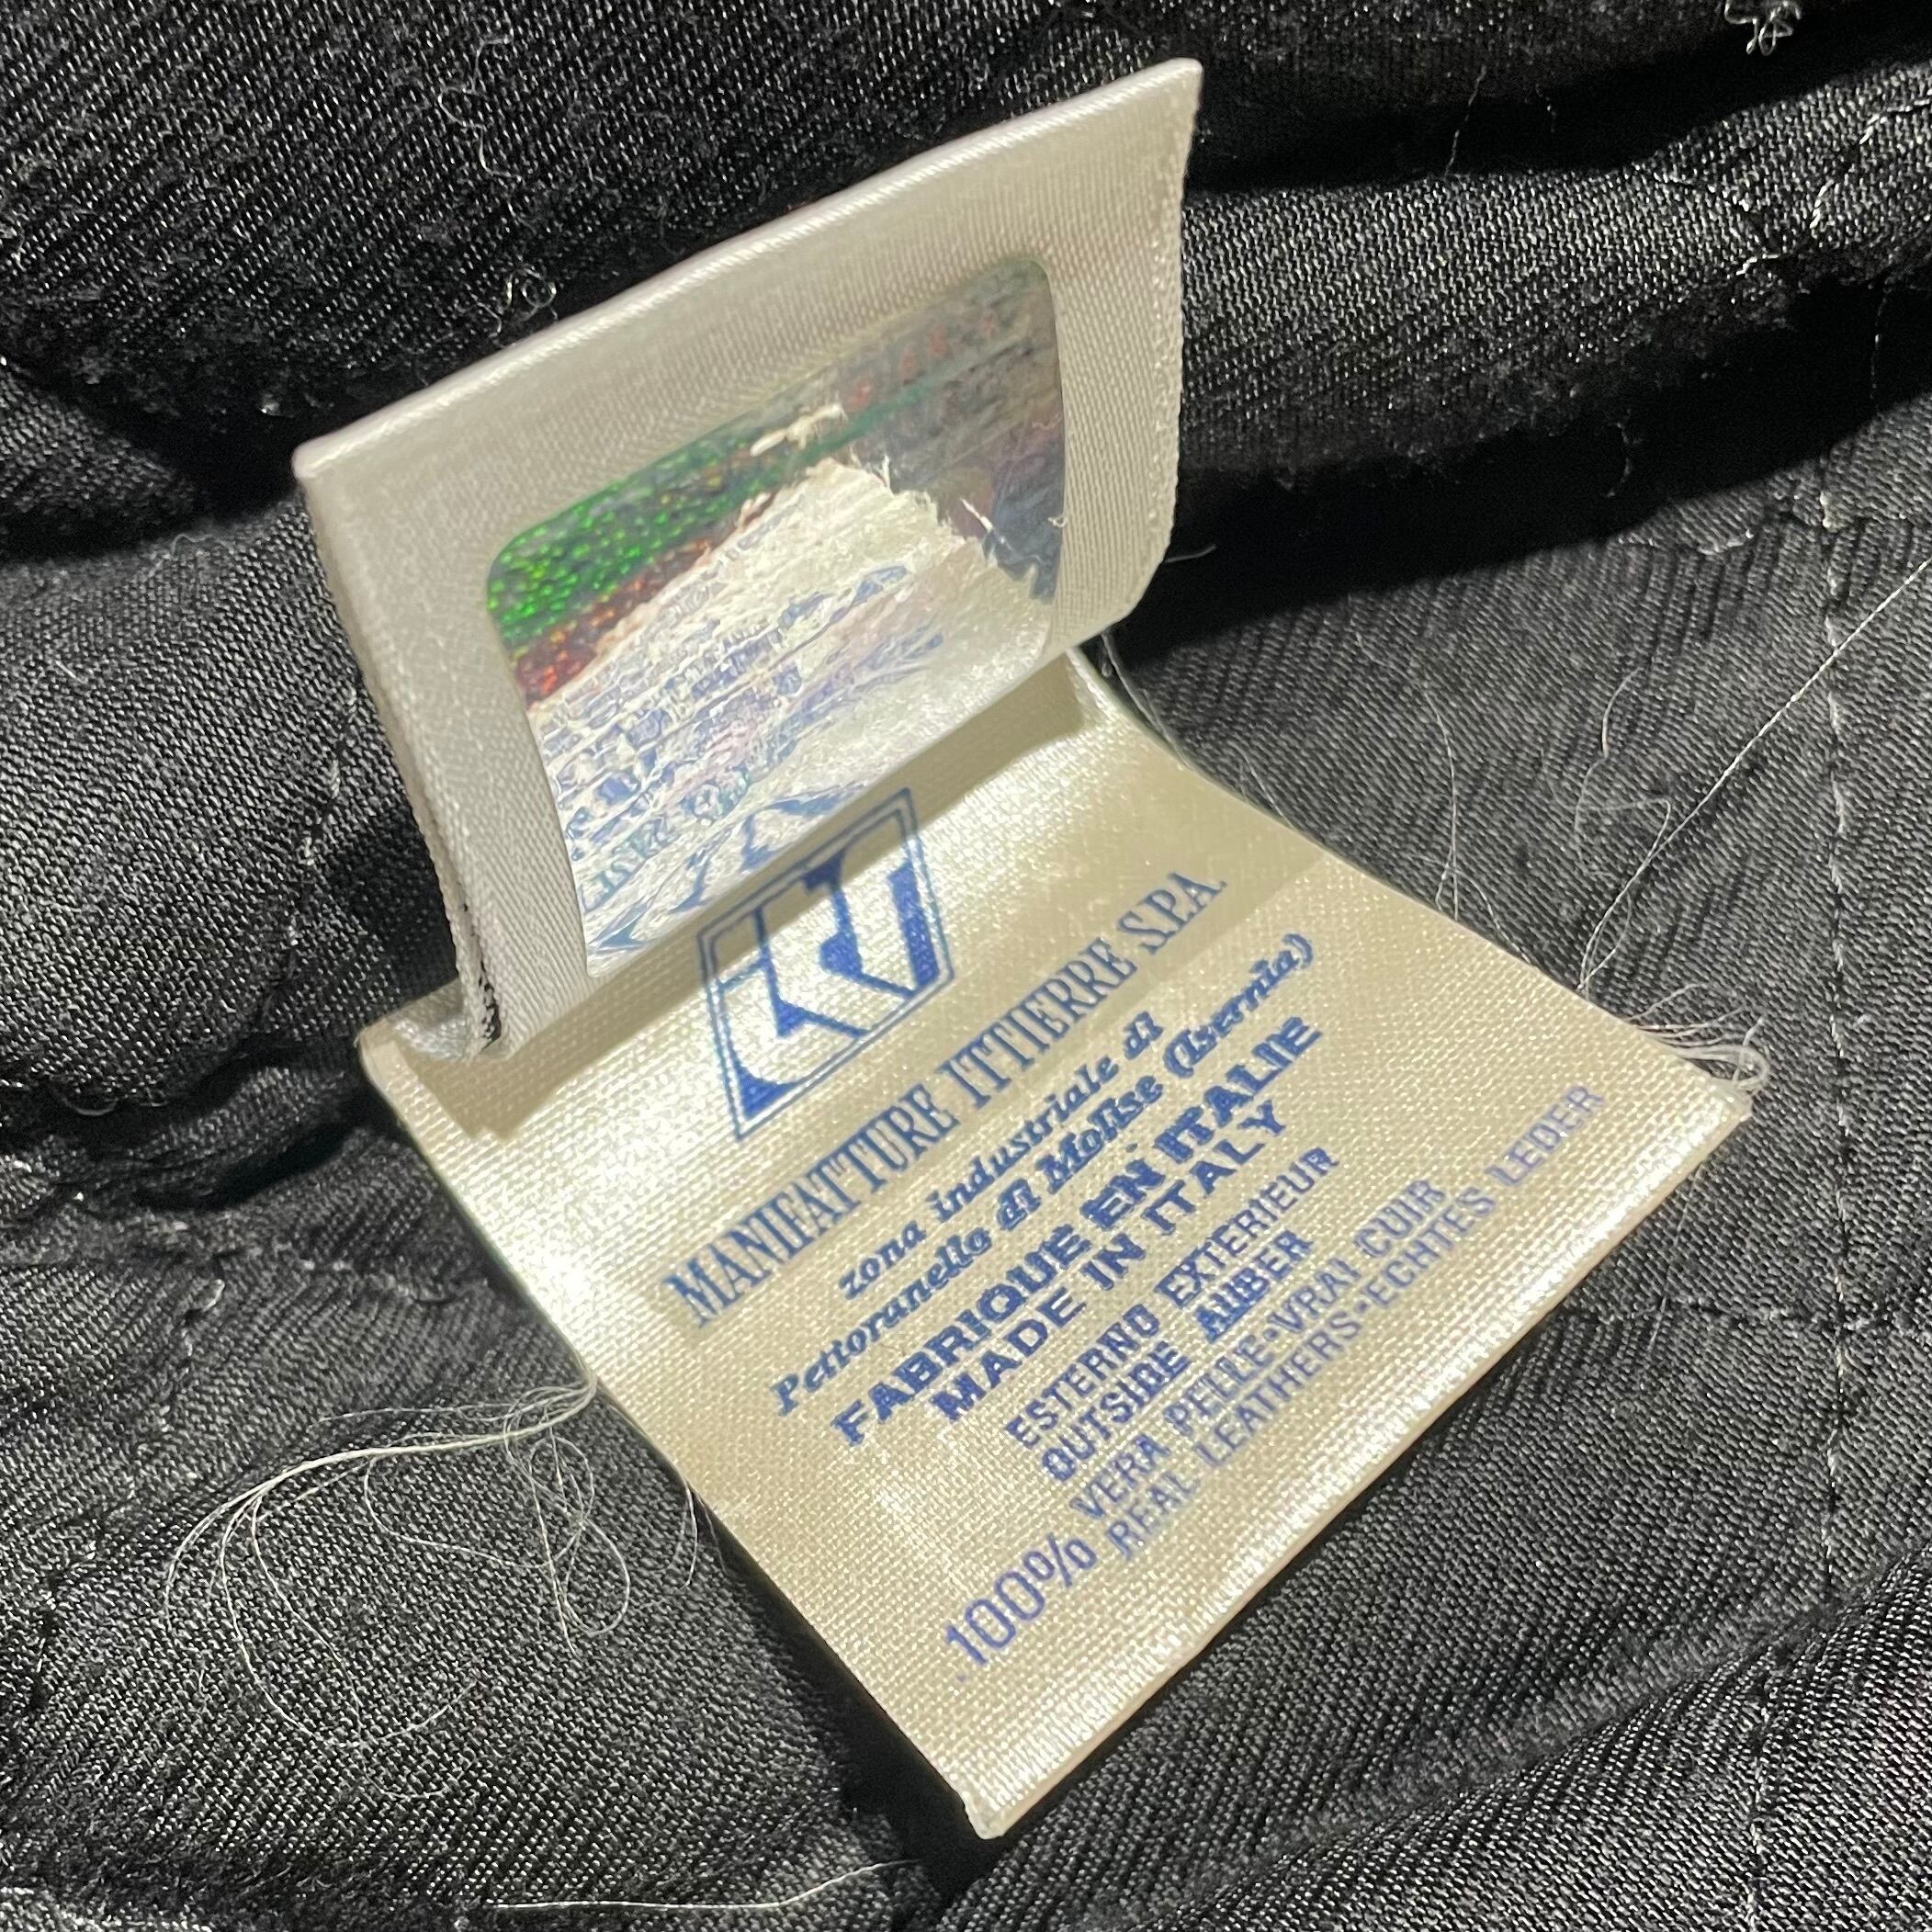 MANIFATTURE ITTIERRE S.P.A.
zona industriale di
Pettoranello di Molise (Isernia)
FABRIQUE EN ITALIE
MADE IN ITALY
ESTERNO EXTERIEUR
OUTSIDE AUBER
100% VERA PELLE•VRAI CUIR
REAL LEATHERS•ECHTES LEDER